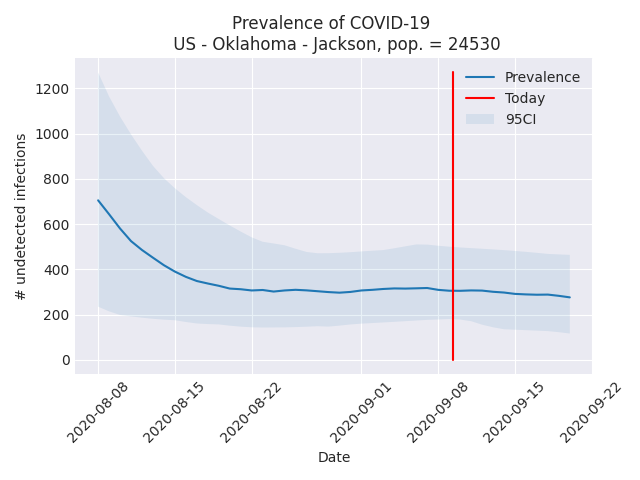 Prevalence of COVID-19
US - Oklahoma - Jackson, pop. = 24530
# undetected infections
1200
1000
800
600
400
200
0
Prevalence
Today
95CI
2020-08-08
2020-08-15
2020-08-22
2020-09-01
2020-09-08
2020-09-15
2020-09-22
Date